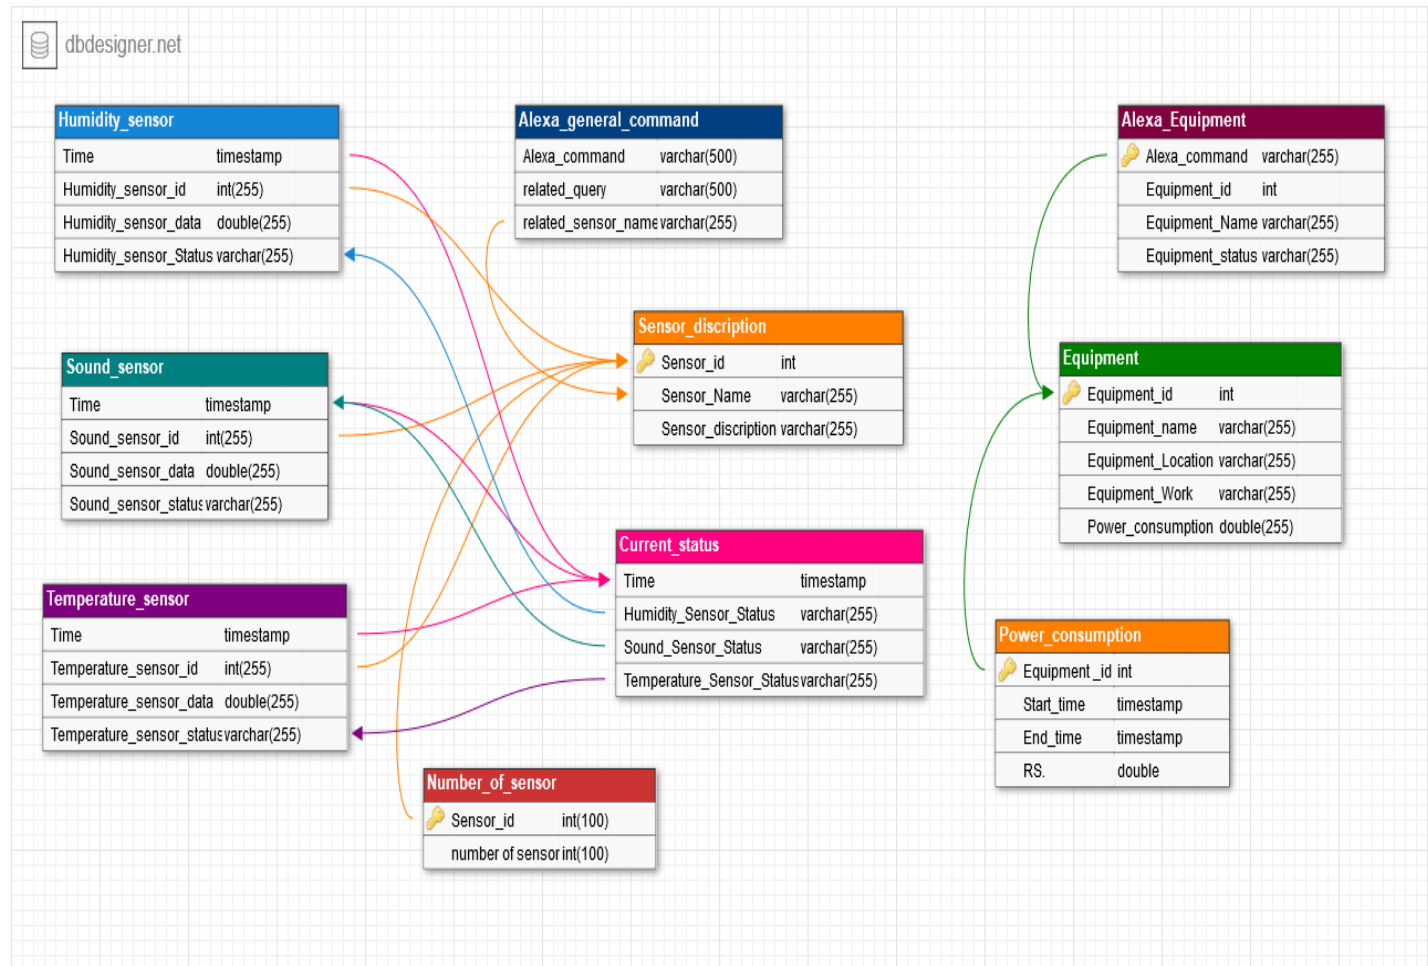 dbdesigner.net
Humidity_sensor
Time timestamp
Humidity_sensor_id int(255)
Humidity_sensor_data double(255)
Humidity_sensor_Status varchar(255)
Alexa_general_command
Alexa_command varchar(500)
related_query varchar(500)
related_sensor_name varchar(255)
Alexa_Equipment
Alexa_command varchar(255)
Equipment_id int
Equipment_Name varchar(255)
Equipment_status varchar(255)
Sensor_discription
Sensor_id int
Sensor_Name varchar(255)
Sensor_discription varchar(255)
Equipment
Equipment_id int
Equipment_name varchar(255)
Equipment_Location varchar(255)
Equipment_Work varchar(255)
Power_consumption double(255)
Sound_sensor
Time timestamp
Sound_sensor_id int(255)
Sound_sensor_data double(255)
Sound_sensor_status varchar(255)
Current_status
Time timestamp
Humidity_Sensor_Status varchar(255)
Sound_Sensor_Status varchar(255)
Temperature_Sensor_Status varchar(255)
Temperature_sensor
Time timestamp
Temperature_sensor_id int(255)
Temperature_sensor_data double(255)
Temperature_sensor_status varchar(255)
Power_consumption
Equipment _id int
Start_time timestamp
End_time timestamp
RS. double
Number_of_sensor
Sensor_id int(100)
number of sensor int(100)